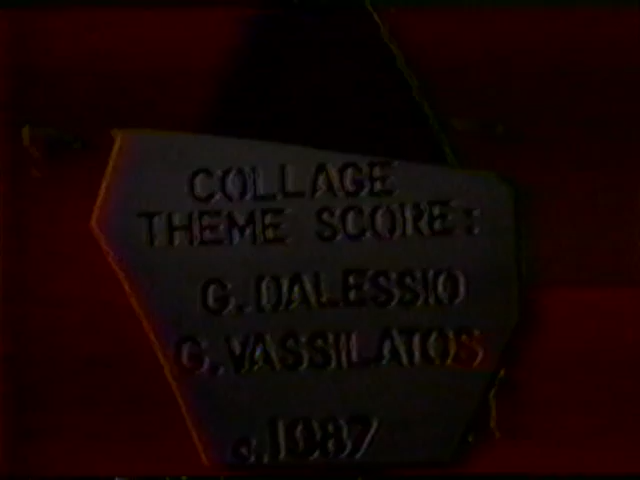 COLLAGE
THEME SCORE:
G. DALESSIO
G. VASSILATOS
c. 1987